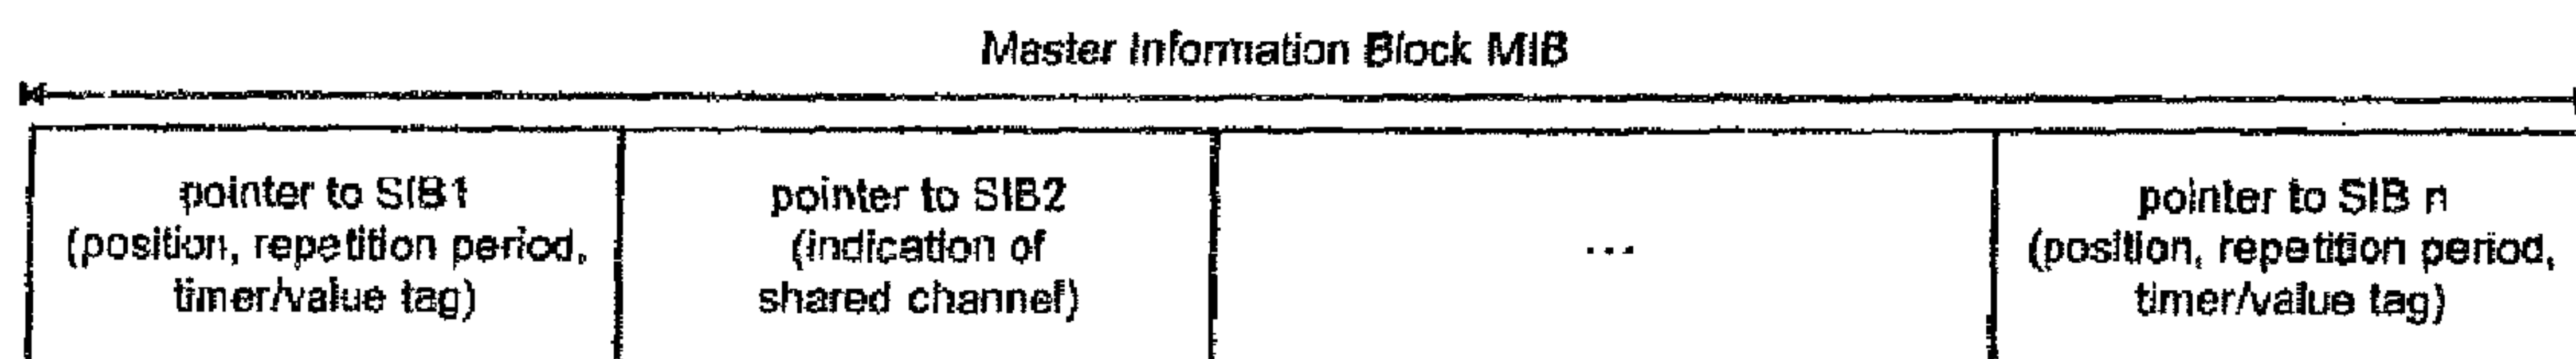 Master Information Block MIB
pointer to SIB1
(position, repetition period,
timer/value tag)
pointer to SIB2
(indication of
shared channel)
...
pointer to SIB n
(position, repetition period,
timer/value tag)